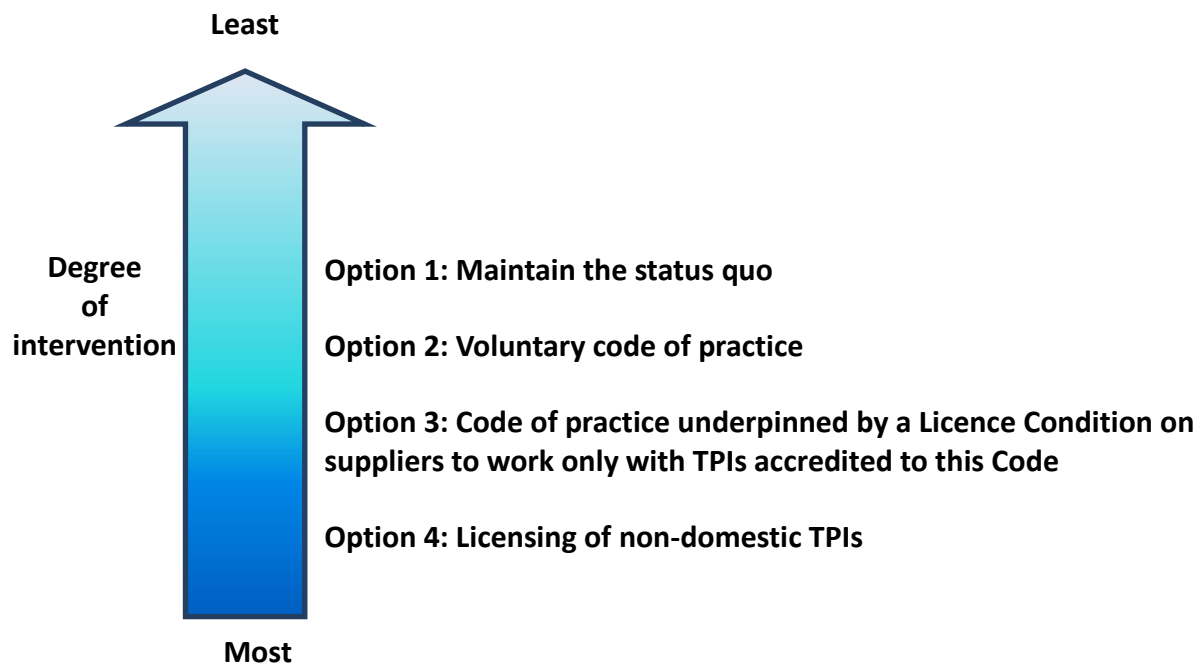 Least
Degree
of
intervention
Option 1: Maintain the status quo
Option 2: Voluntary code of practice
Option 3: Code of practice underpinned by a Licence Condition on
suppliers to work only with TPIs accredited to this Code
Option 4: Licensing of non-domestic TPIs
Most